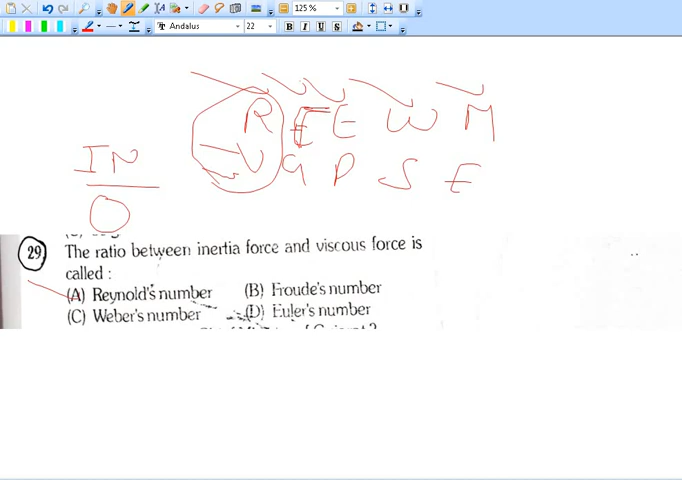 125 %
Andalus 22 B I U S
R F E W M
V G P S E
IN
O
29 The ratio between inertia force and viscous force is
called :
(A) Reynold's number (B) Froude's number
(C) Weber's number (D) Euler's number